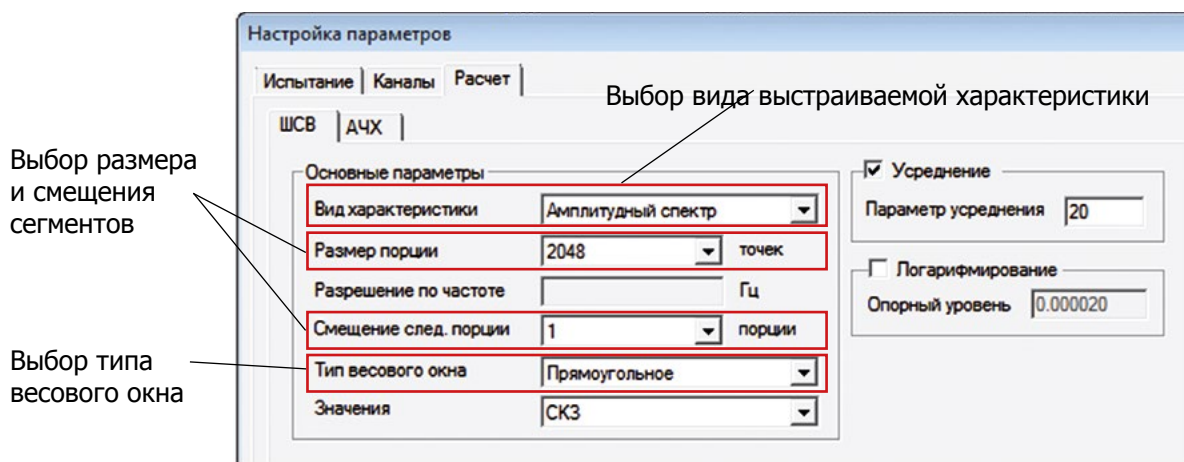 Настройка параметров
Испытание Каналы Расчет
Выбор вида выстраиваемой характеристики
ШСВ АЧХ
Выбор размера
и смещения
сегментов
Основные параметры
Вид характеристики Амплитудный спектр
Размер порции 2048 точек
Разрешение по частоте Гц
Смещение след. порции 1 порции
Тип весового окна Прямоугольное
Значения СКЗ
Усреднение
Параметр усреднения 20
Логарифмирование
Опорный уровень 0.000020
Выбор типа
весового окна